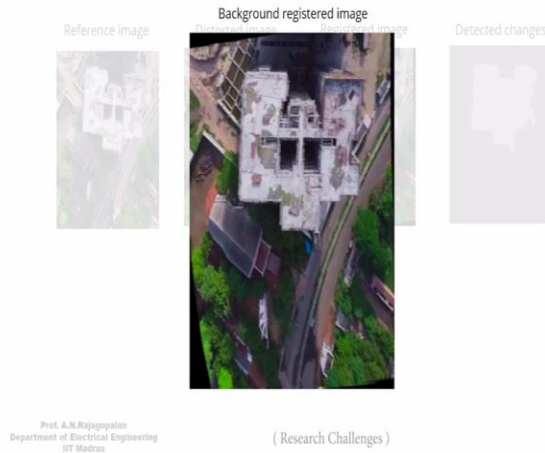 Background registered image
Reference image
Distorted image
Registered image
Detected changes
Prof. A.N.Rajagopalan
Department of Electrical Engineering
IIT Madras
( Research Challenges )